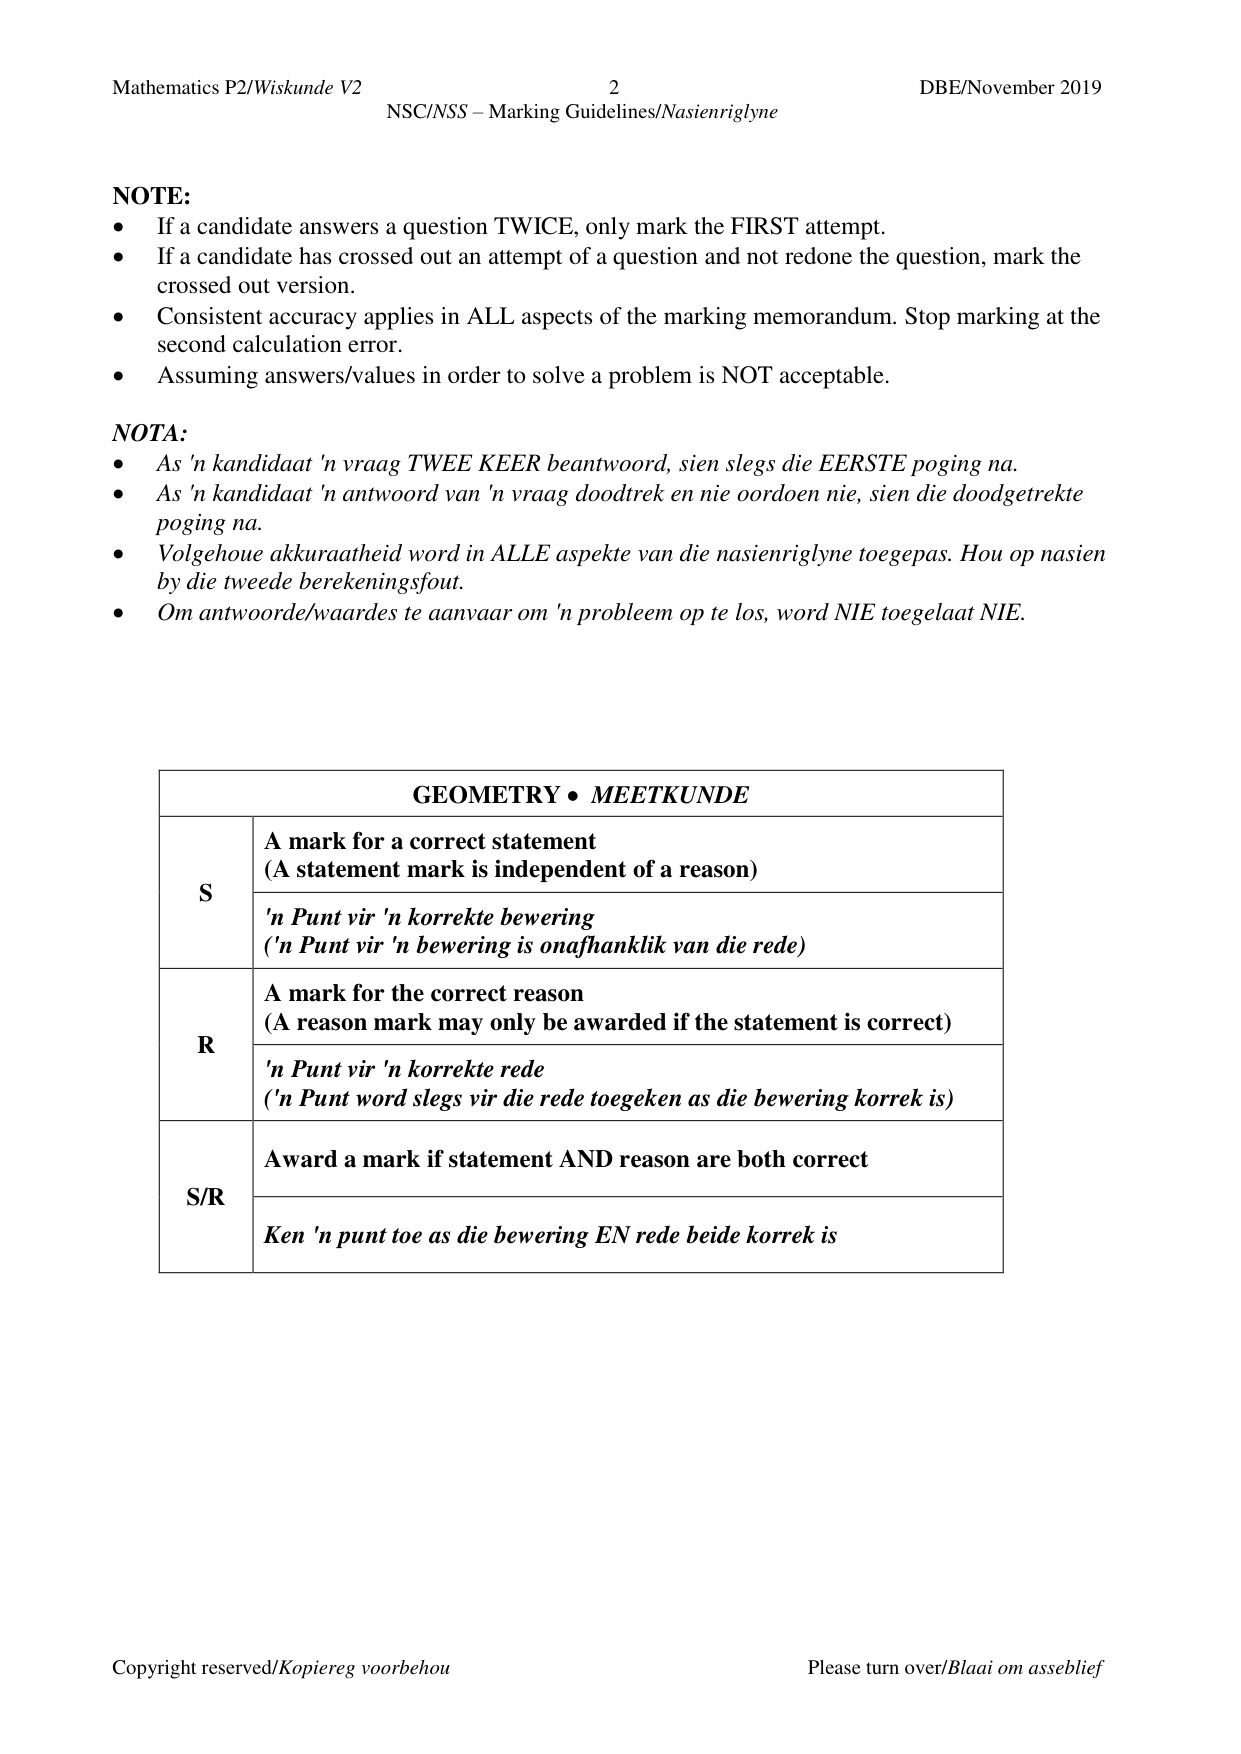 Mathematics P2/Wiskunde V2 2 DBE/November 2019
NSC/NSS – Marking Guidelines/Nasienriglyne
NOTE:
• If a candidate answers a question TWICE, only mark the FIRST attempt.
• If a candidate has crossed out an attempt of a question and not redone the question, mark the
crossed out version.
• Consistent accuracy applies in ALL aspects of the marking memorandum. Stop marking at the
second calculation error.
• Assuming answers/values in order to solve a problem is NOT acceptable.
NOTA:
• As 'n kandidaat 'n vraag TWEE KEER beantwoord, sien slegs die EERSTE poging na.
• As 'n kandidaat 'n antwoord van 'n vraag doodtrek en nie oordoen nie, sien die doodgetrekte
poging na.
• Volgehoue akkuraatheid word in ALLE aspekte van die nasienriglyne toegepas. Hou op nasien
by die tweede berekeningsfout.
• Om antwoorde/waardes te aanvaar om 'n probleem op te los, word NIE toegelaat NIE.
GEOMETRY • MEETKUNDE
S
A mark for a correct statement
(A statement mark is independent of a reason)
'n Punt vir 'n korrekte bewering
('n Punt vir 'n bewering is onafhanklik van die rede)
R
A mark for the correct reason
(A reason mark may only be awarded if the statement is correct)
'n Punt vir 'n korrekte rede
('n Punt word slegs vir die rede toegeken as die bewering korrek is)
S/R
Award a mark if statement AND reason are both correct
Ken 'n punt toe as die bewering EN rede beide korrek is
Copyright reserved/Kopiereg voorbehou Please turn over/Blaai om asseblief